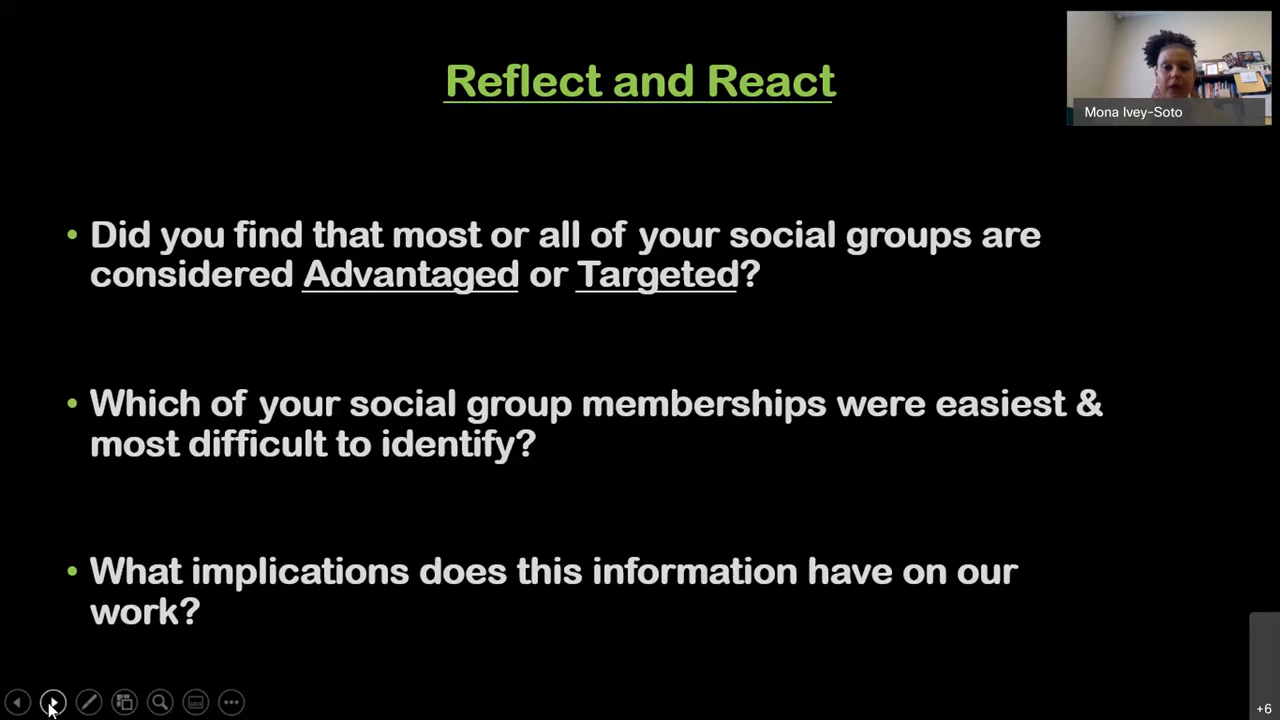 Reflect and React
Mona Ivey-Soto
• Did you find that most or all of your social groups are
considered Advantaged or Targeted?
• Which of your social group memberships were easiest &
most difficult to identify?
• What implications does this information have on our
work?
+6